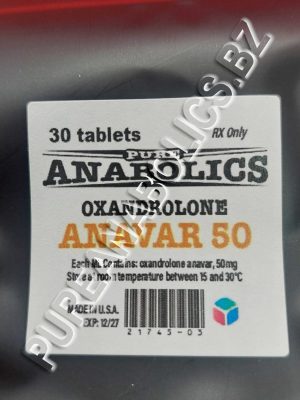 30 tablets
RX Only
PURE
ANABOLICS
OXANDROLONE
ANAVAR 50
Each ML Contains: oxandrolone anavar, 50mg
Store at room temperature between 15 and 30°C
MADE IN U.S.A.
EXP: 12/27
21745-03
PUREANABOLICS.BZ